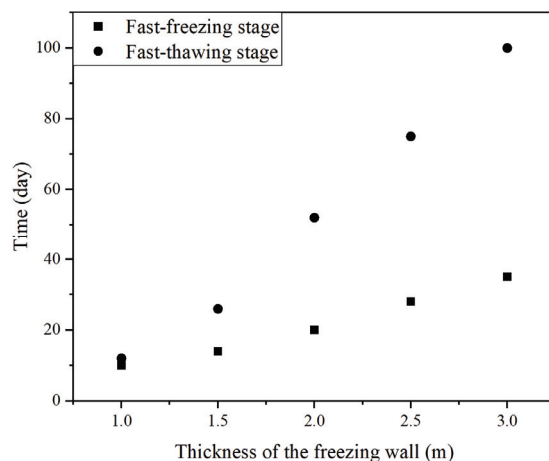 Fast-freezing stage
Fast-thawing stage
100
80
60
40
20
0
Time (day)
1.0 1.5 2.0 2.5 3.0
Thickness of the freezing wall (m)